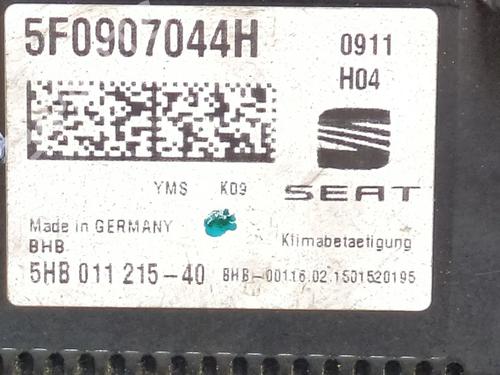 5F0907044H
0911
H04
YMS K09
SEAT
Made in GERMANY
BHB
Klimabetaetigung
5HB 011 215-40
BHB-00116.02.1501520195